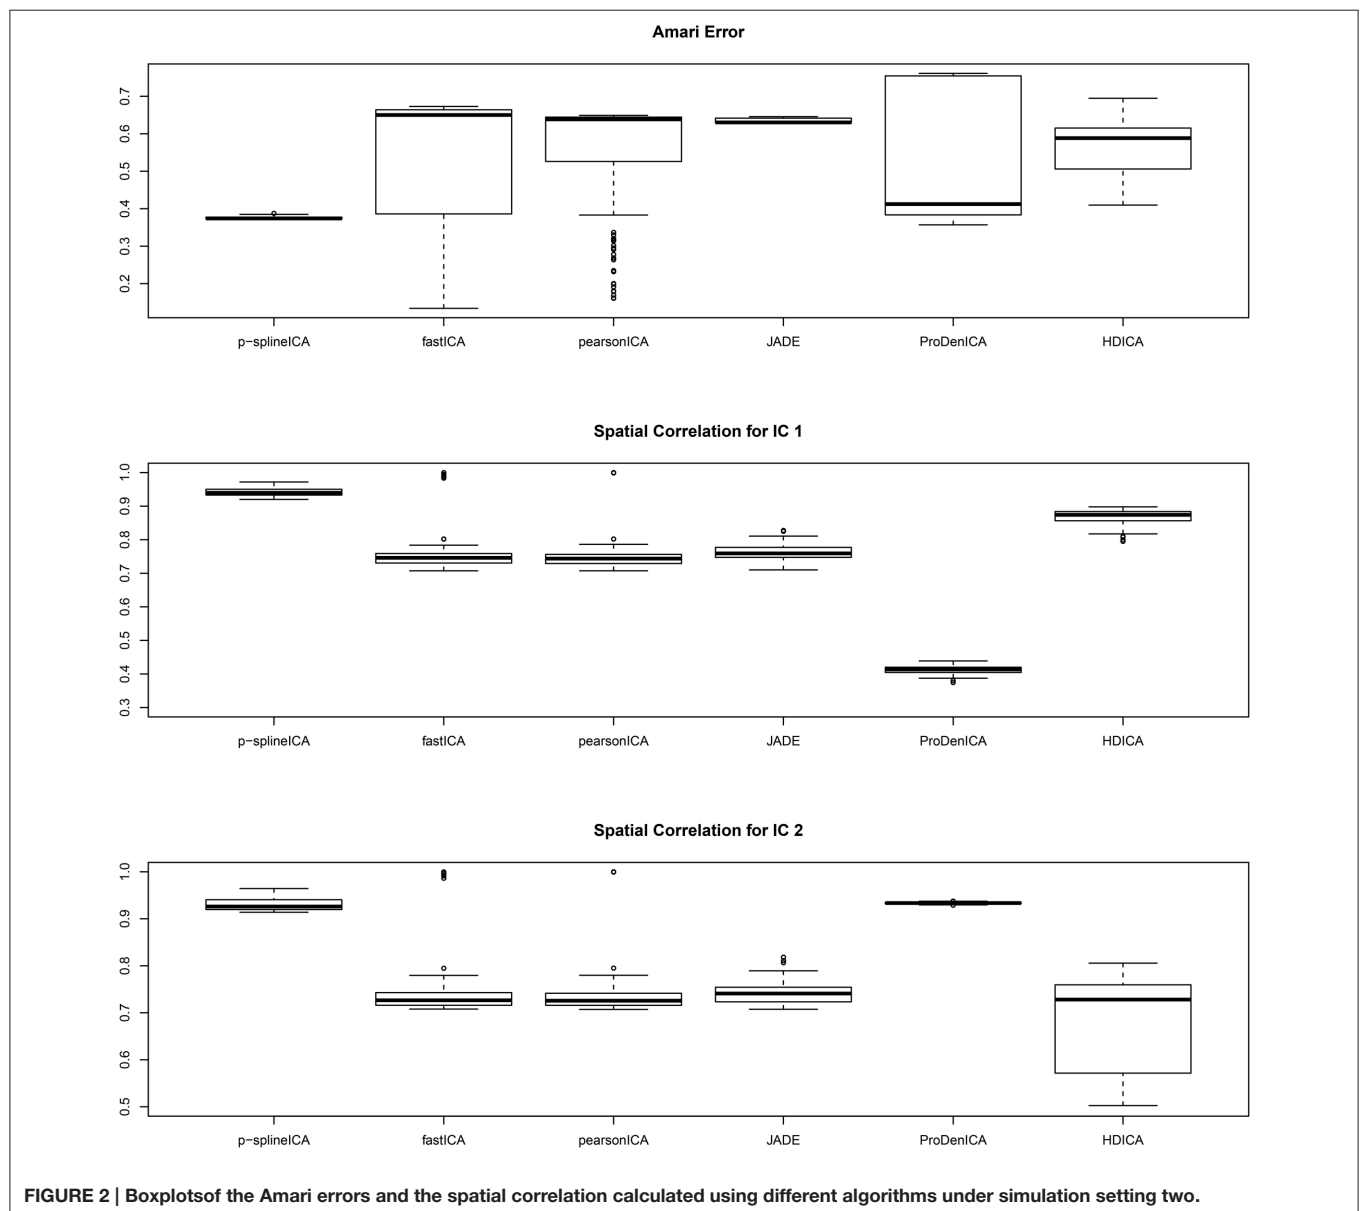 Amari Error
0.7
0.6
0.5
0.4
0.3
0.2
p−splineICA fastICA pearsonICA JADE ProDenICA HDICA
Spatial Correlation for IC 1
1.0
0.9
0.8
0.7
0.6
0.5
0.4
0.3
p−splineICA fastICA pearsonICA JADE ProDenICA HDICA
Spatial Correlation for IC 2
1.0
0.9
0.8
0.7
0.6
0.5
p−splineICA fastICA pearsonICA JADE ProDenICA HDICA
FIGURE 2 | Boxplotsof the Amari errors and the spatial correlation calculated using different algorithms under simulation setting two.